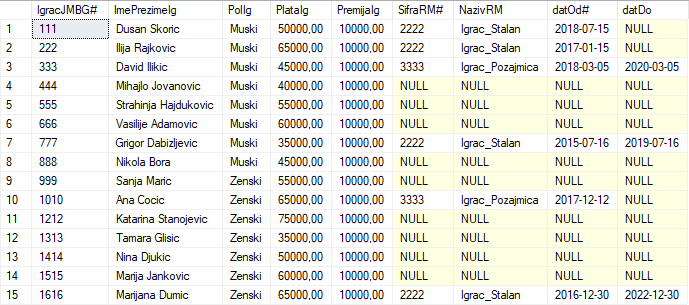 IgracJMBG# ImePrezimeIg PolIg PlataIg PremijaIg SifraRM# NazivRM datOd# datDo
1 111 Dusan Skoric Muski 50000,00 10000,00 2222 Igrac_Stalan 2018-07-15 NULL
2 222 Ilija Rajkovic Muski 65000,00 10000,00 2222 Igrac_Stalan 2017-01-15 NULL
3 333 David Ilikic Muski 45000,00 10000,00 3333 Igrac_Pozajmica 2018-03-05 2020-03-05
4 444 Mihajlo Jovanovic Muski 40000,00 10000,00 NULL NULL NULL NULL
5 555 Strahinja Hajdukovic Muski 55000,00 10000,00 NULL NULL NULL NULL
6 666 Vasilije Adamovic Muski 60000,00 10000,00 NULL NULL NULL NULL
7 777 Grigor Dabizljevic Muski 35000,00 10000,00 2222 Igrac_Stalan 2015-07-16 2019-07-16
8 888 Nikola Bora Muski 45000,00 10000,00 NULL NULL NULL NULL
9 999 Sanja Maric Zenski 55000,00 10000,00 NULL NULL NULL NULL
10 1010 Ana Cocic Zenski 65000,00 10000,00 3333 Igrac_Pozajmica 2017-12-12 NULL
11 1212 Katarina Stanojevic Zenski 75000,00 10000,00 NULL NULL NULL NULL
12 1313 Tamara Glisic Zenski 35000,00 10000,00 NULL NULL NULL NULL
13 1414 Nina Djukic Zenski 50000,00 10000,00 NULL NULL NULL NULL
14 1515 Marija Jankovic Zenski 60000,00 10000,00 NULL NULL NULL NULL
15 1616 Marijana Dumic Zenski 65000,00 10000,00 2222 Igrac_Stalan 2016-12-30 2022-12-30